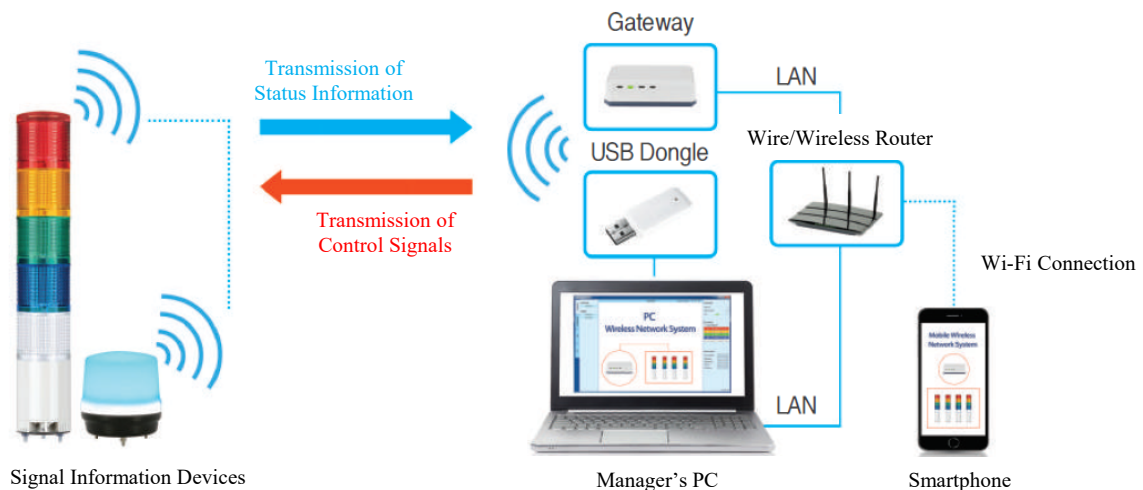 Gateway
Transmission of
Status Information
LAN
Wire/Wireless Router
USB Dongle
Transmission of
Control Signals
Wi-Fi Connection
PC
Wireless Network System
Mobile Wireless
Network System
LAN
Signal Information Devices
Manager's PC
Smartphone